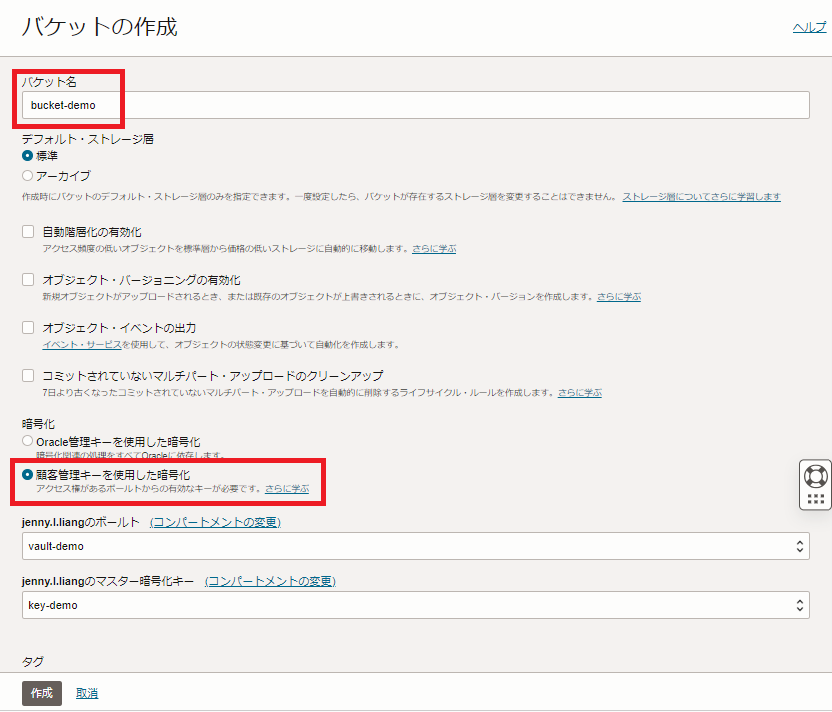 バケットの作成
ヘルプ
バケット名
bucket-demo
デフォルト・ストレージ層
標準
アーカイブ
作成時にバケットのデフォルト・ストレージ層のみを指定できます。一度設定したら、バケットが存在するストレージ層を変更することはできません。 ストレージ層についてさらに学習します
自動階層化の有効化
アクセス頻度の低いオブジェクトを標準層から価格の低いストレージに自動的に移動します。さらに学ぶ
オブジェクト・バージョニングの有効化
新規オブジェクトがアップロードされるとき、または既存のオブジェクトが上書きされるときに、オブジェクト・バージョンを作成します。さらに学ぶ
オブジェクト・イベントの出力
イベント・サービスを使用して、オブジェクトの状態変更に基づいて自動化を作成します。
コミットされていないマルチパート・アップロードのクリーンアップ
7日より古くなったコミットされていないマルチパート・アップロードを自動的に削除するライフサイクル・ルールを作成します。さらに学ぶ
暗号化
Oracle管理キーを使用した暗号化
暗号化関連の処理をすべてOracleに依存します。
顧客管理キーを使用した暗号化
アクセス権があるボールトからの有効なキーが必要です。さらに学ぶ
jenny.l.liangのボールト (コンパートメントの変更)
vault-demo
jenny.l.liangのマスター暗号化キー (コンパートメントの変更)
key-demo
タグ
作成 取消